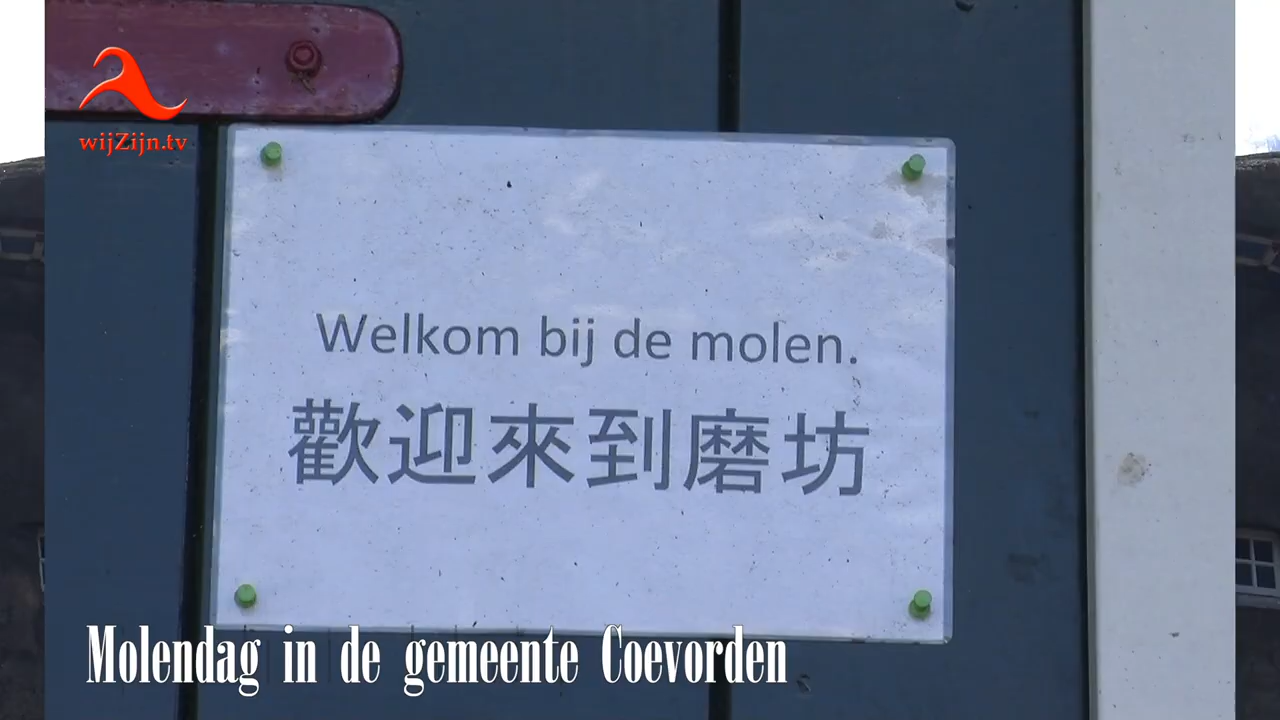 wijZijn.tv
Welkom bij de molen.
歡迎來到磨坊
Molendag in de gemeente Coevorden